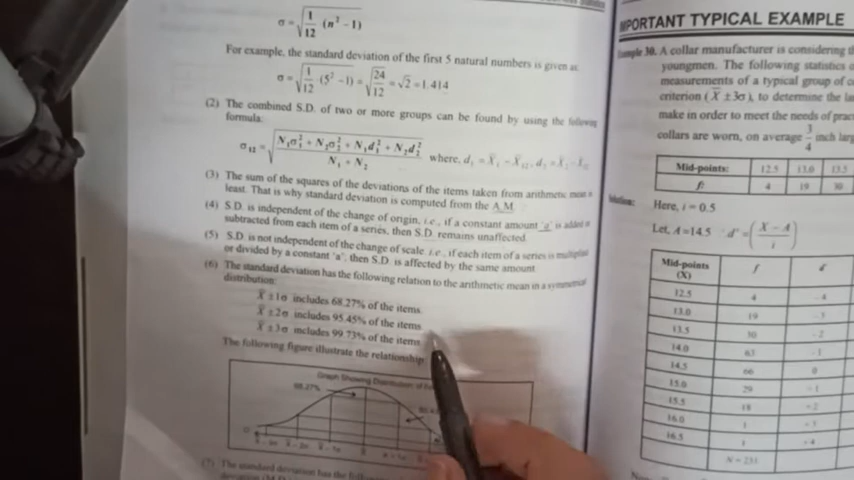 σ = √(1/12 (n² − 1))
For example, the standard deviation of the first 5 natural numbers is given as:
σ = √(1/12 · (5² − 1)) = √(24/12) = √2 = 1.414
(2) The combined S.D. of two or more groups can be found by using the following
formula:
σ₁₂ = √((N₁σ₁² + N₂σ₂² + N₁d₁² + N₂d₂²) / (N₁ + N₂)) where, d₁ = X̄₁ − X̄₁₂, d₂ = X̄₂ − X̄₁₂
(3) The sum of the squares of the deviations of the items taken from arithmetic mean is
least. That is why standard deviation is computed from the A.M.
(4) S.D. is independent of the change of origin, i.e., if a constant amount 'a' is added or
subtracted from each item of a series, then S.D. remains unaffected.
(5) S.D. is not independent of the change of scale i.e., if each item of a series is multiplied
or divided by a constant 'a', then S.D. is affected by the same amount.
(6) The standard deviation has the following relation to the arithmetic mean in a symmetrical
distribution:
X̄ ± 1σ includes 68.27% of the items.
X̄ ± 2σ includes 95.45% of the items
X̄ ± 3σ includes 99.73% of the items
The following figure illustrate the relationship
Graph Showing Distribution of
68.27%
(7) The standard deviation has the
IMPORTANT TYPICAL EXAMPLE
Example 30. A collar manufacturer is considering
youngmen. The following statistics
measurements of a typical group of
criterion (X̄ ± 3σ), to determine the
make in order to meet the needs of
collars are worn, on average 3/4 inch
Mid-points: 12.5 13.0 13.5
f: 4 19 30
Solution: Here, i = 0.5
Let, A = 14.5 d' = (X − A / i)
Mid-points (X) f d'
12.5 4 −4
13.0 19 −3
13.5 30 −2
14.0 63 −1
14.5 66 0
15.0 29 +1
15.5 18 +2
16.0 1 +3
16.5 1 +4
N = 231